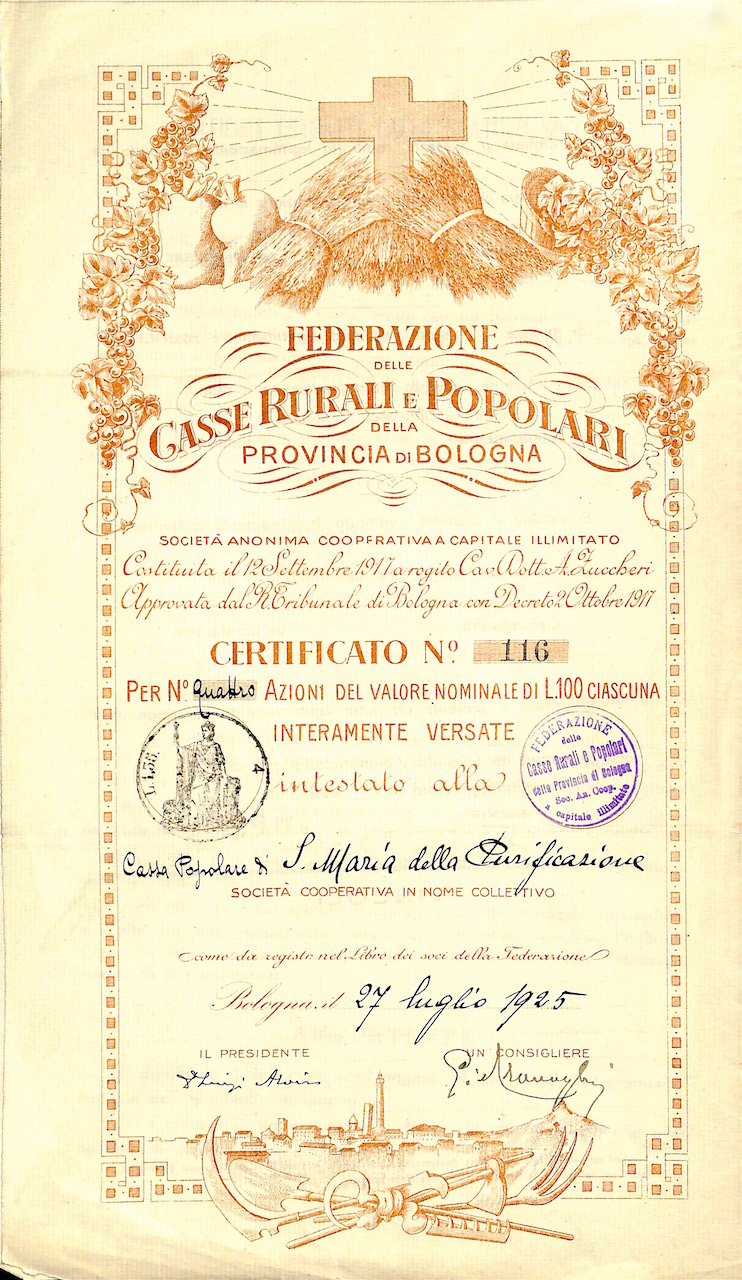 FEDERAZIONE
DELLE
CASSE RURALI E POPOLARI
DELLA
PROVINCIA DI BOLOGNA
SOCIETÀ ANONIMA COOPERATIVA A CAPITALE ILLIMITATO
Costituita il 12 Settembre 1917 a rogito Cav. Dott. A. Zuccheri
Approvata dal R. Tribunale di Bologna con Decreto 2 Ottobre 1917
CERTIFICATO Nº 116
PER Nº quattro AZIONI DEL VALORE NOMINALE DI L.100 CIASCUNA
INTERAMENTE VERSATE
4
FEDERAZIONE
delle
Casse Rurali e Popolari
della Provincia di Bologna
Soc. An. Coop.
a capitale illimitato
intestato alla
Cassa Popolare di S. Maria della Purificazione
SOCIETÀ COOPERATIVA IN NOME COLLETTIVO
come da registr. nel Libro dei soci della Federazione
Bologna, il 27 luglio 1925
IL PRESIDENTE UN CONSIGLIERE